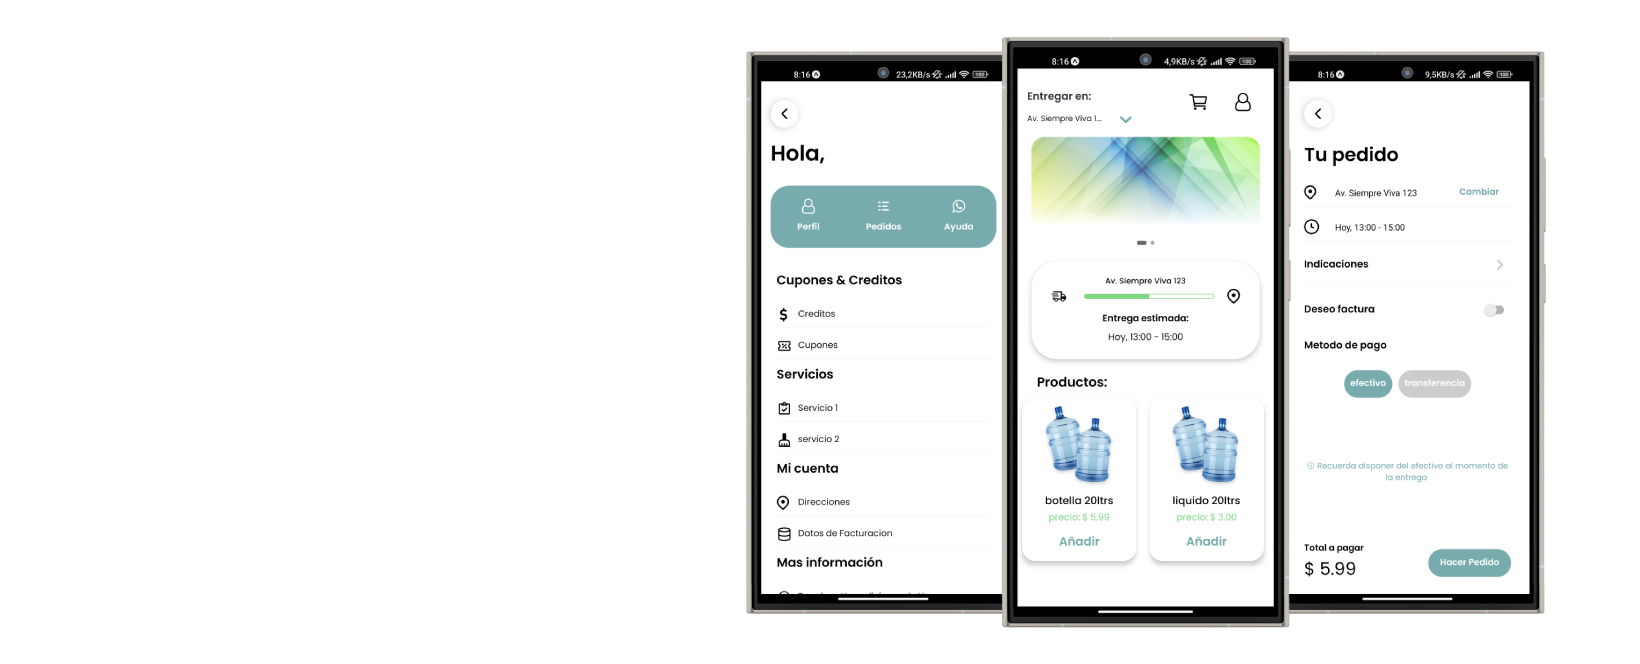 8:16
23,2KB/s
100
Hola,
Perfil
Pedidos
Ayuda
Cupones & Creditos
Creditos
Cupones
Servicios
Servicio 1
servicio 2
Mi cuenta
Direcciones
Datos de Facturacion
Mas información
8:16
4,9KB/s
100
Entregar en:
Av. Siempre Viva 1...
Av. Siempre Viva 123
Entrega estimada:
Hoy, 13:00 - 15:00
Productos:
botella 20ltrs
precio: $ 5.99
Añadir
liquido 20ltrs
precio: $ 3.00
Añadir
8:16
9,5KB/s
100
Tu pedido
Av. Siempre Viva 123
Cambiar
Hoy, 13:00 - 15:00
Indicaciones
Deseo factura
Metodo de pago
efectivo
transferencia
Recuerda disponer del efectivo al momento de
la entrega
Total a pagar
$ 5.99
Hacer Pedido